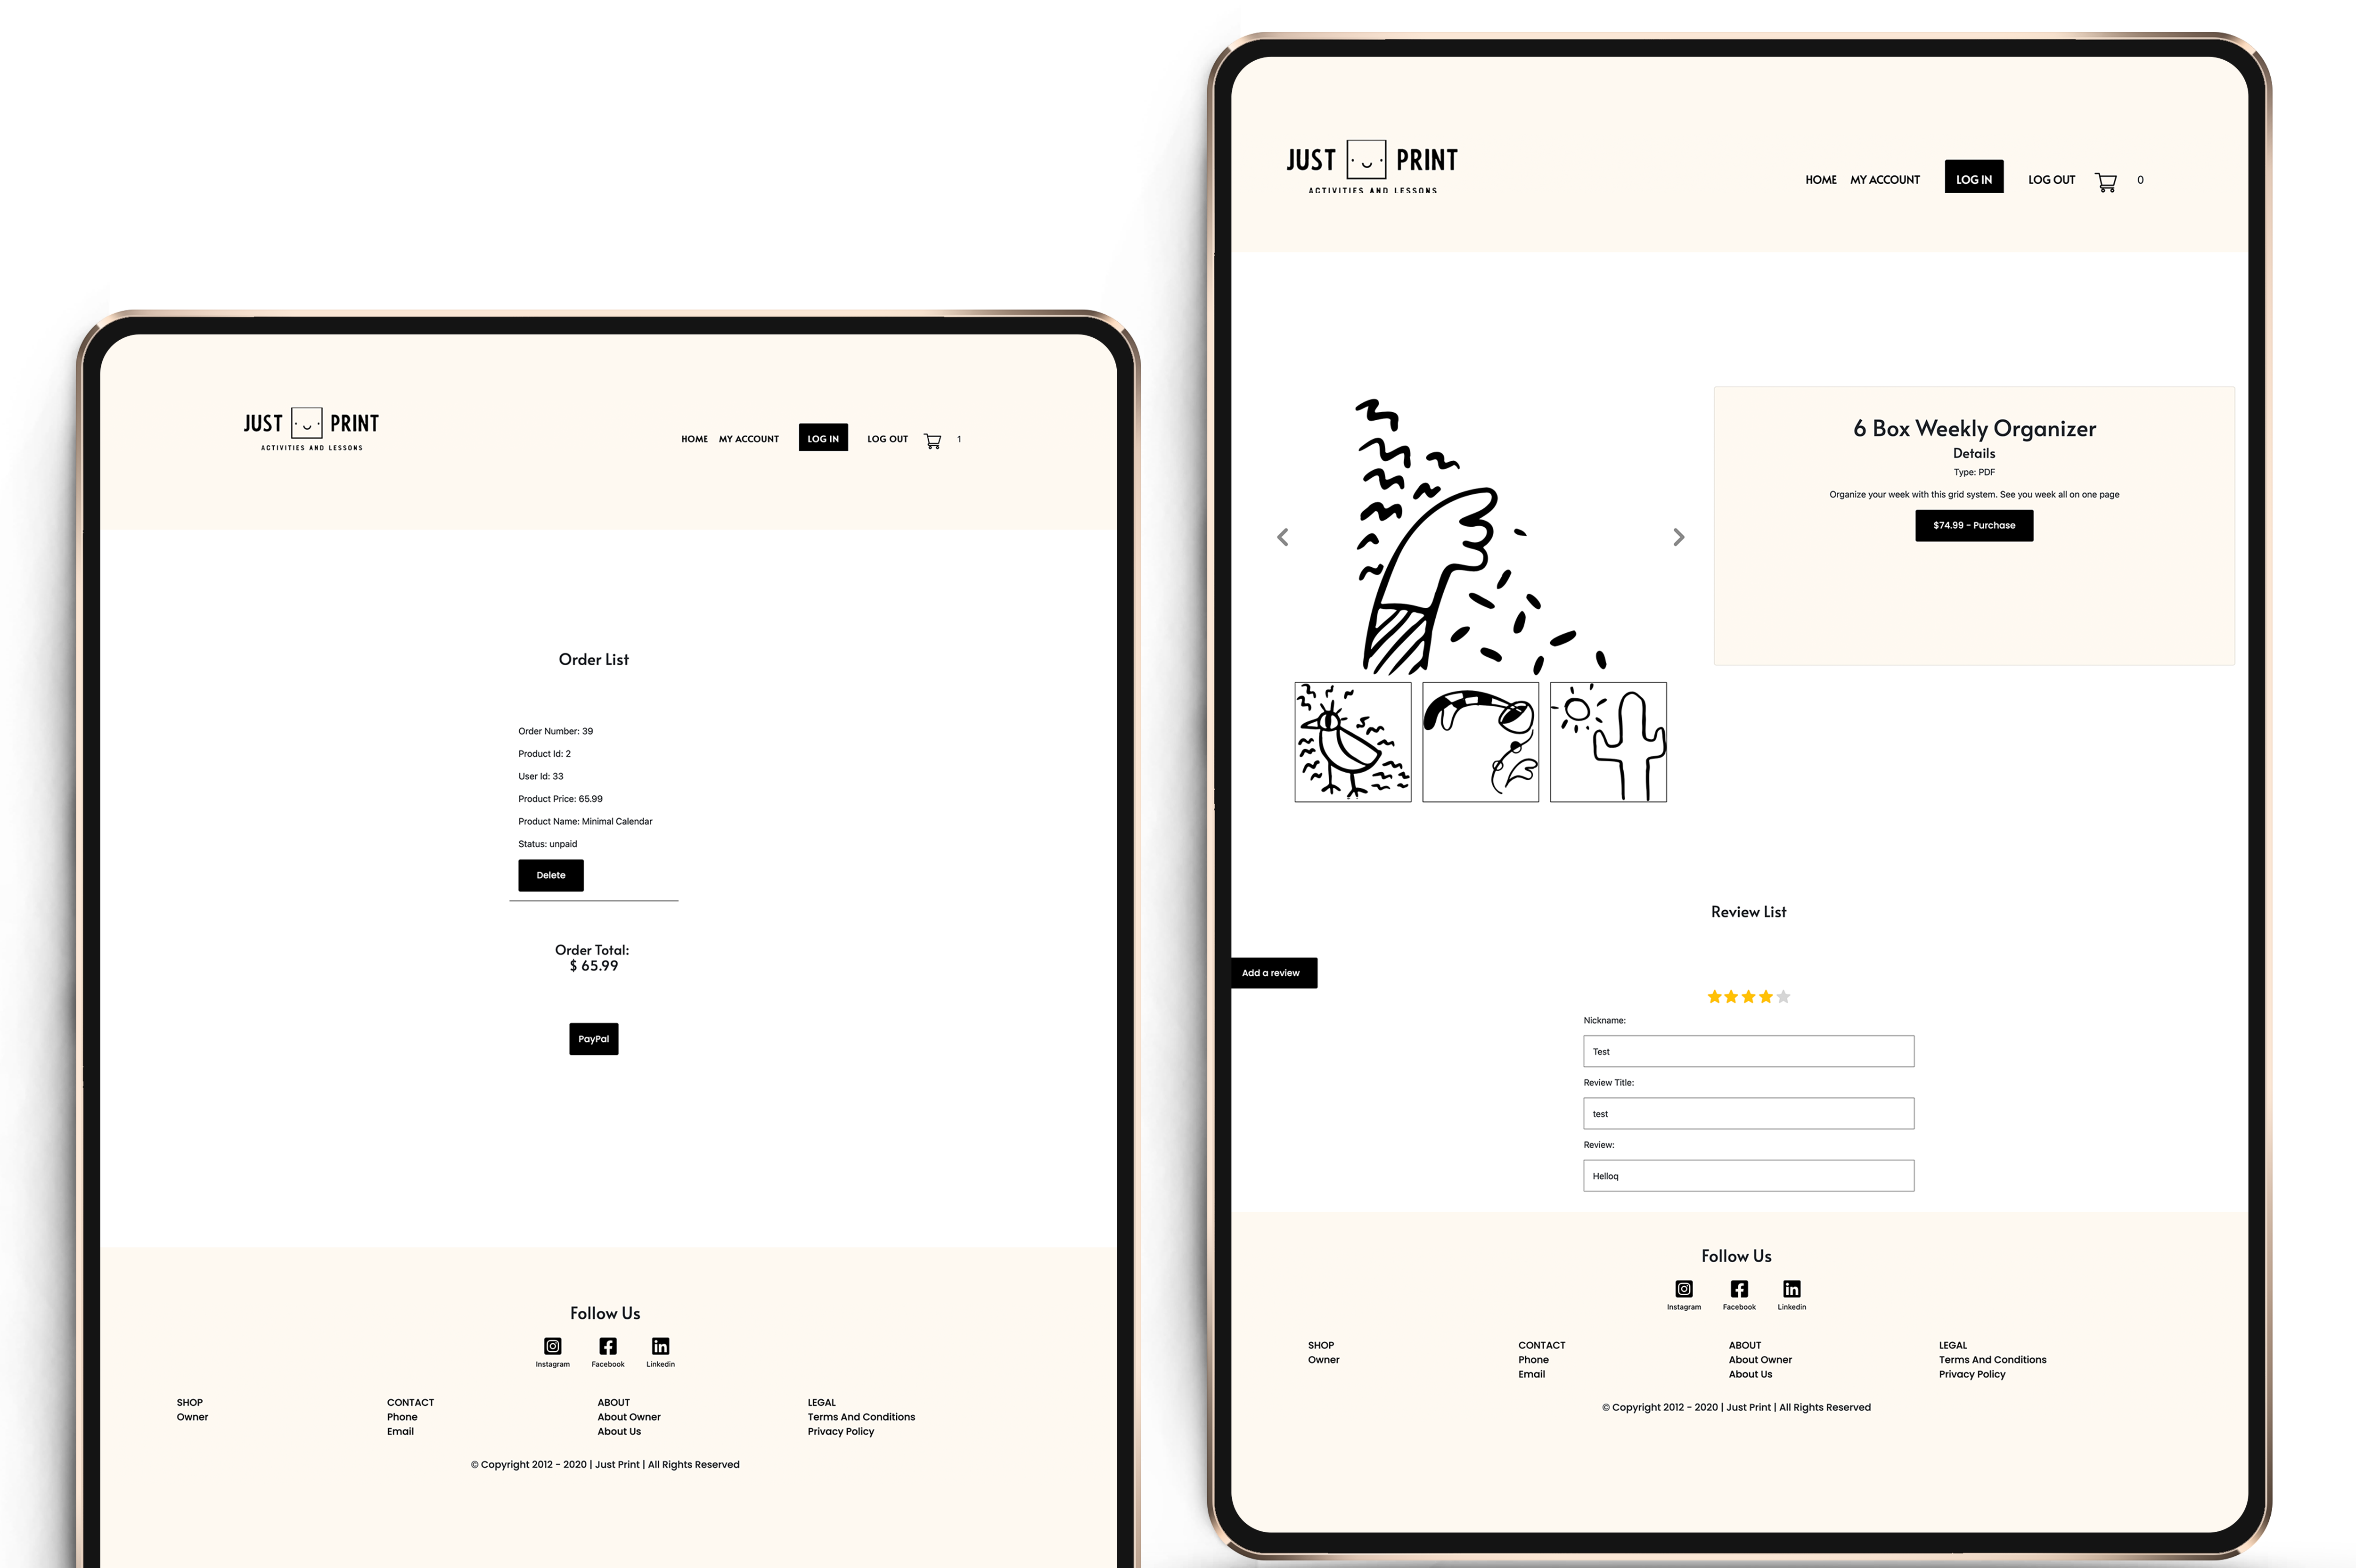 JUST PRINT
ACTIVITIES AND LESSONS
HOME MY ACCOUNT LOG IN LOG OUT 1
Order List
Order Number: 39
Product Id: 2
User Id: 33
Product Price: 65.99
Product Name: Minimal Calendar
Status: unpaid
Delete
Order Total:
$ 65.99
PayPal
Follow Us
Instagram Facebook Linkedin
SHOP CONTACT ABOUT LEGAL
Owner Phone About Owner Terms And Conditions
Email About Us Privacy Policy
© Copyright 2012 - 2020 | Just Print | All Rights Reserved
JUST PRINT
ACTIVITIES AND LESSONS
HOME MY ACCOUNT LOG IN LOG OUT 0
6 Box Weekly Organizer
Details
Type: PDF
Organize your week with this grid system. See you week all on one page
$74.99 - Purchase
Review List
Add a review
Nickname:
Test
Review Title:
test
Review:
Helloq
Follow Us
Instagram Facebook Linkedin
SHOP CONTACT ABOUT LEGAL
Owner Phone About Owner Terms And Conditions
Email About Us Privacy Policy
© Copyright 2012 - 2020 | Just Print | All Rights Reserved